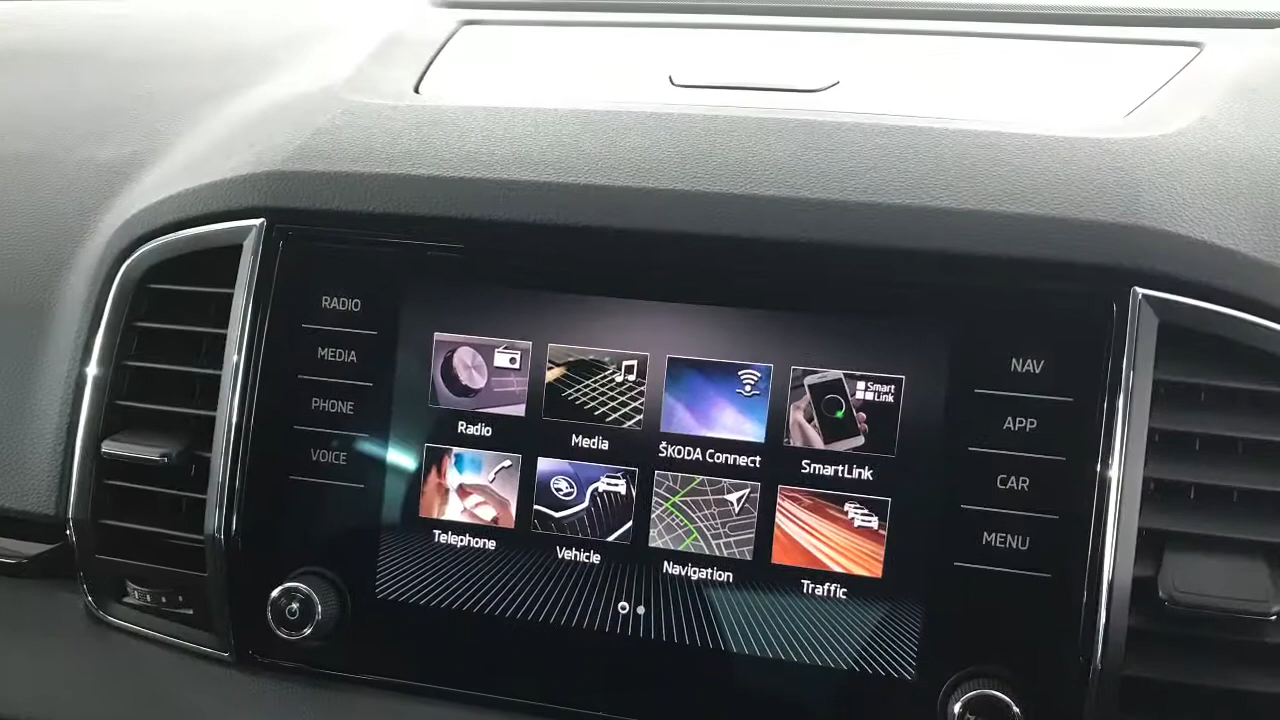 RADIO
MEDIA
PHONE
VOICE
Smart
Link
Radio
Media
ŠKODA Connect
SmartLink
Telephone
Vehicle
Navigation
Traffic
NAV
APP
CAR
MENU